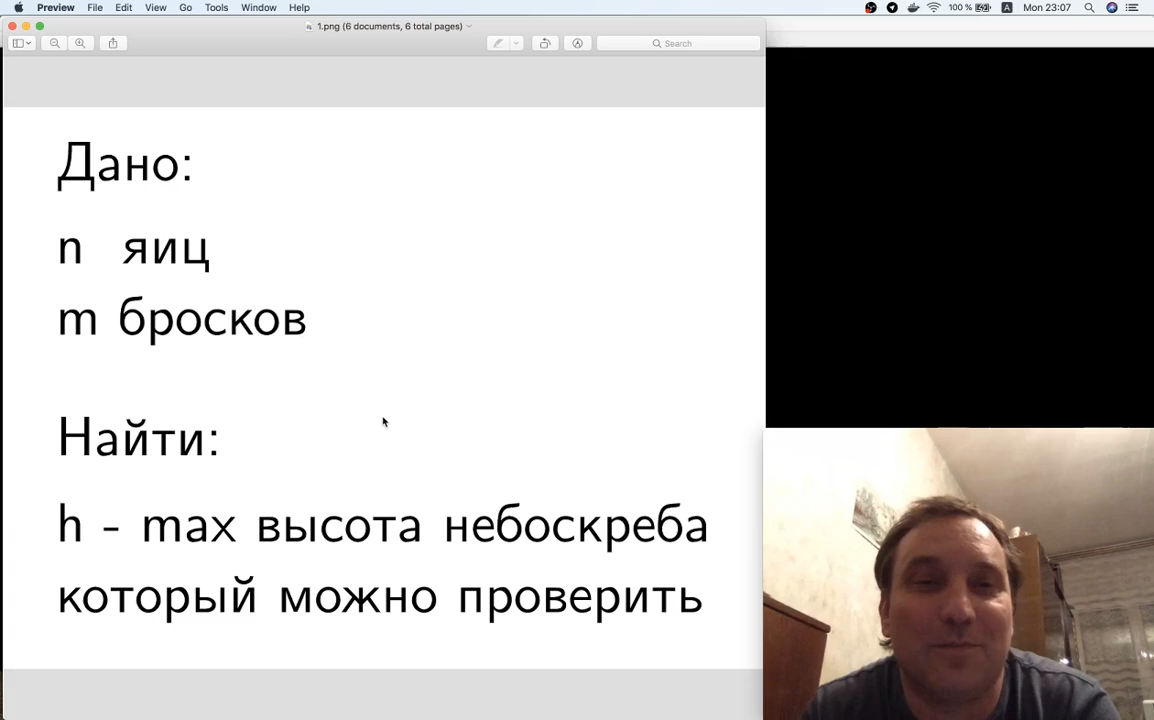 Preview File Edit View Go Tools Window Help 100 % A Mon 23:07
1.png (6 documents, 6 total pages)
Search
Дано:
n яиц
m бросков
Найти:
h - max высота небоскреба
который можно проверить